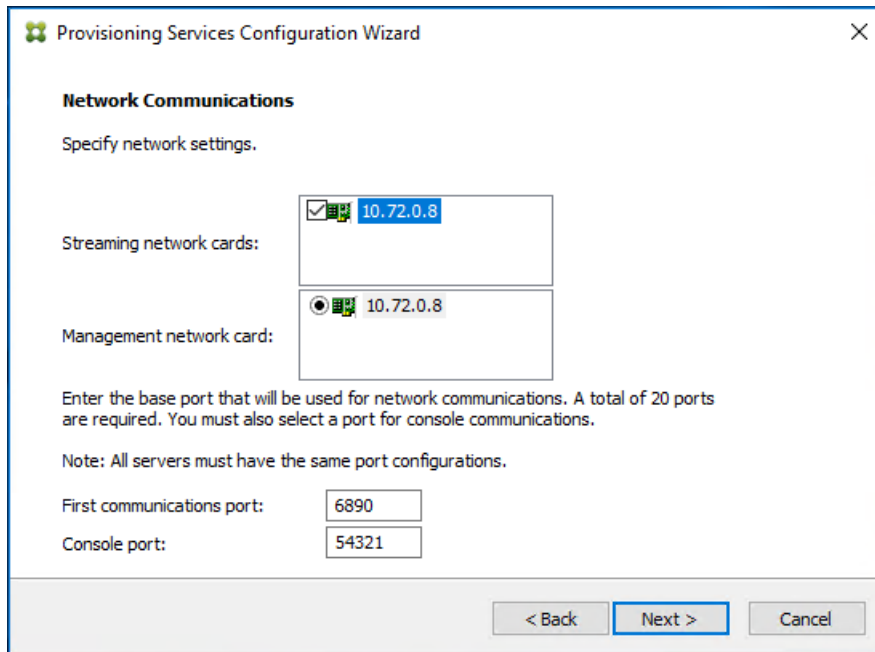 Provisioning Services Configuration Wizard
Network Communications
Specify network settings.
10.72.0.8
Streaming network cards:
10.72.0.8
Management network card:
Enter the base port that will be used for network communications. A total of 20 ports
are required. You must also select a port for console communications.
Note: All servers must have the same port configurations.
First communications port: 6890
Console port: 54321
< Back Next > Cancel